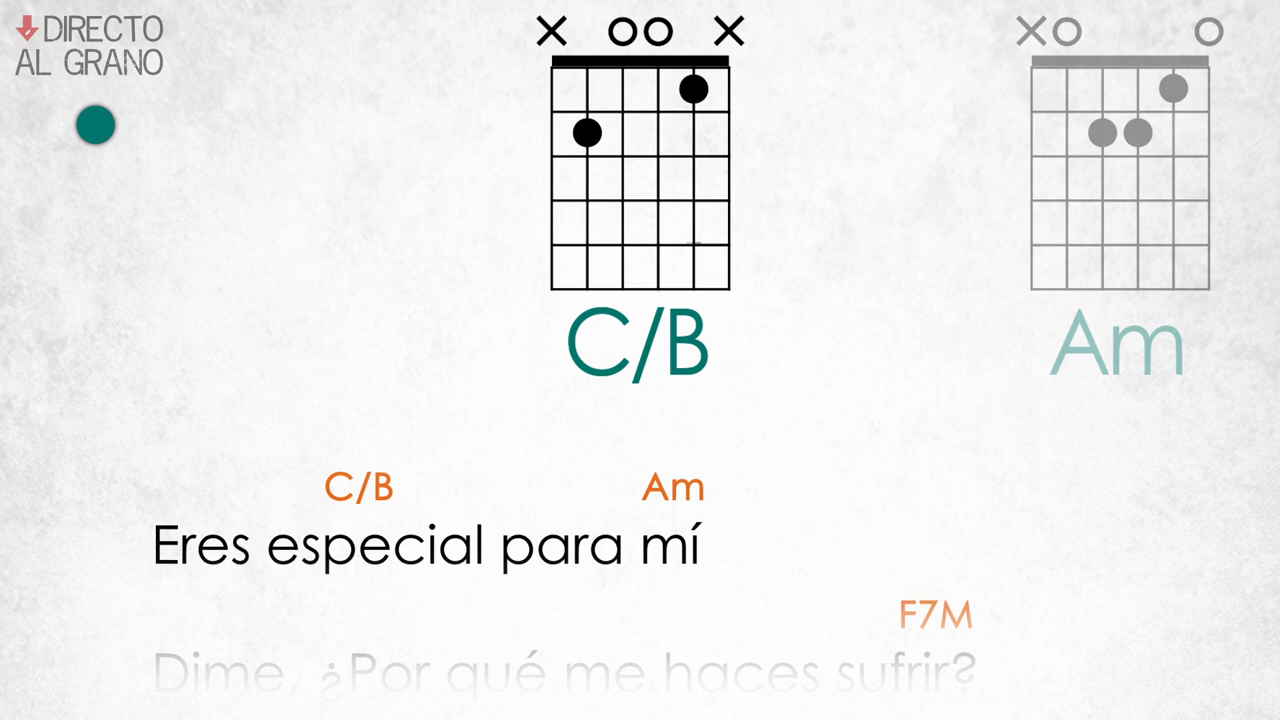 DIRECTO
AL GRANO
C/B
Am
C/B Am
Eres especial para mí
F7M
Dime, ¿Por qué me haces sufrir?